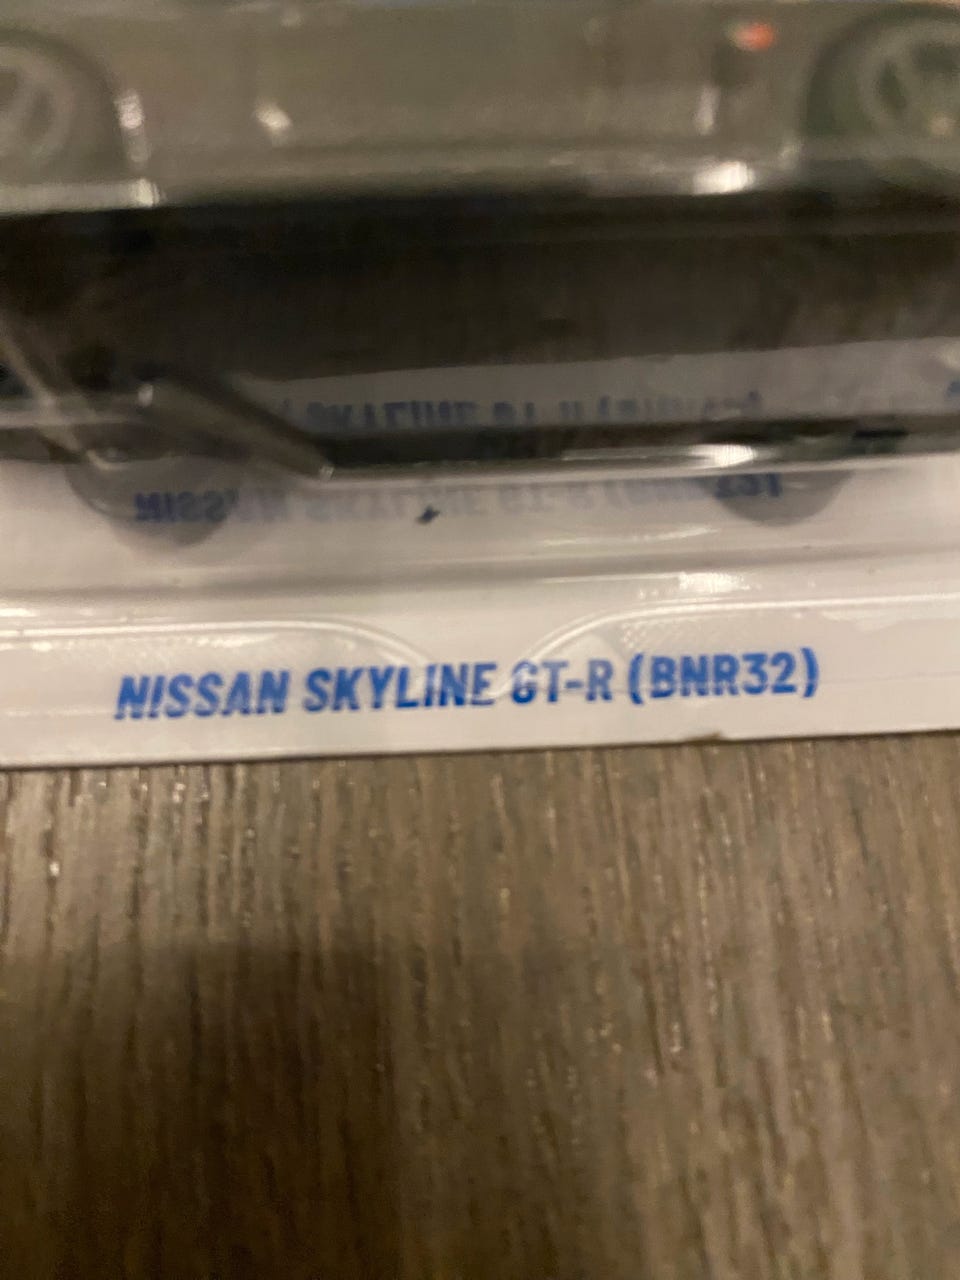 NISSAN SKYLINE GT-R (BNR32)